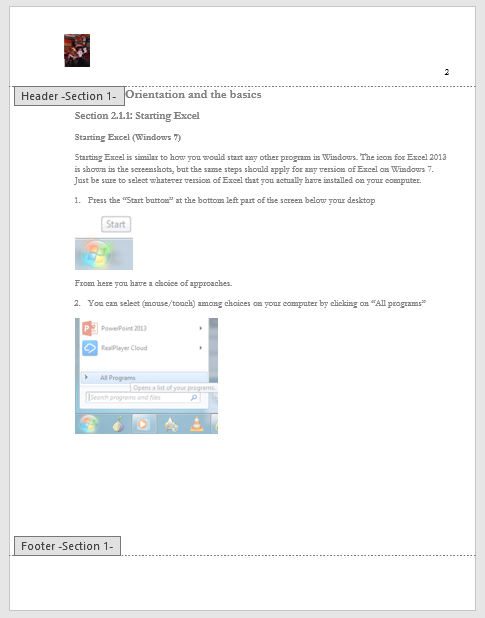 2
Header -Section 1-
Orientation and the basics
Section 2.1.1: Starting Excel
Starting Excel (Windows 7)
Starting Excel is similar to how you would start any other program in Windows. The icon for Excel 2013
is shown in the screenshots, but the same steps should apply for any version of Excel on Windows 7.
Just be sure to select whatever version of Excel that you actually have installed on your computer.
1. Press the “Start button” at the bottom left part of the screen below your desktop
Start
From here you have a choice of approaches.
2. You can select (mouse/touch) among choices on your computer by clicking on “All programs”
PowerPoint 2013
RealPlayer Cloud
All Programs
Opens a list of your programs.
Search programs and files
Footer -Section 1-